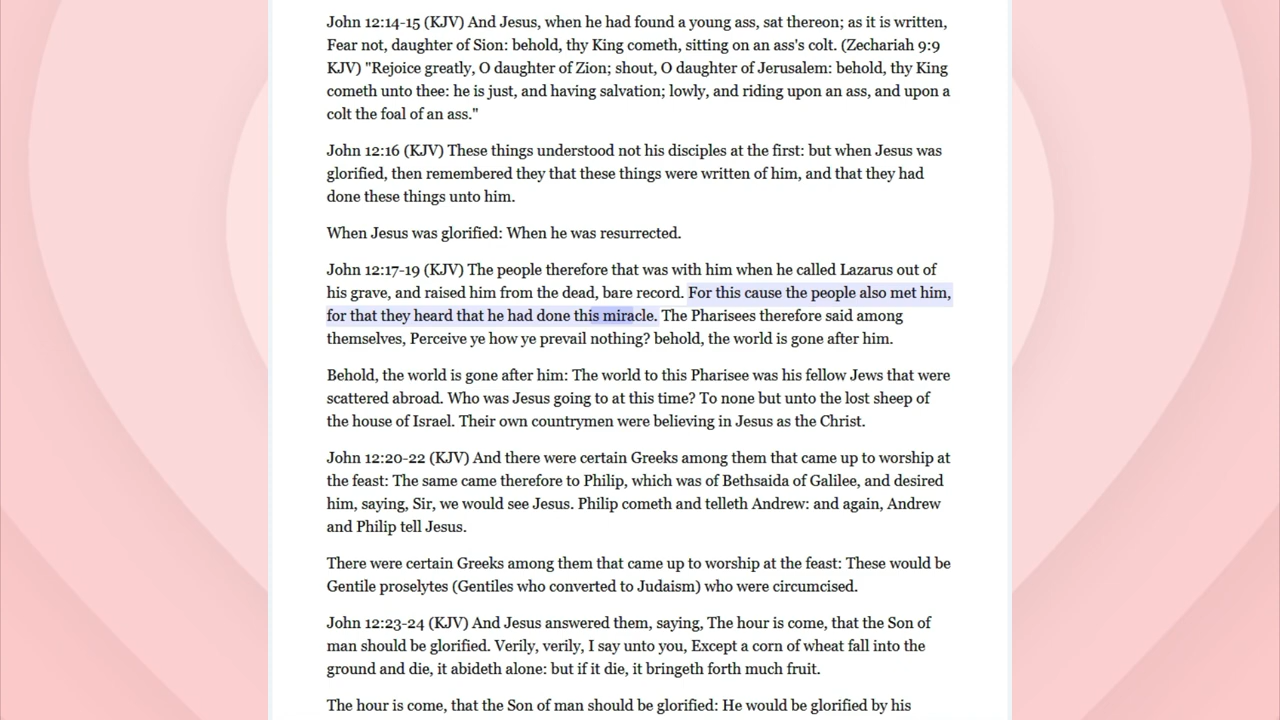 John 12:14-15 (KJV) And Jesus, when he had found a young ass, sat thereon; as it is written,
Fear not, daughter of Sion: behold, thy King cometh, sitting on an ass's colt. (Zechariah 9:9
KJV) "Rejoice greatly, O daughter of Zion; shout, O daughter of Jerusalem: behold, thy King
cometh unto thee: he is just, and having salvation; lowly, and riding upon an ass, and upon a
colt the foal of an ass."
John 12:16 (KJV) These things understood not his disciples at the first: but when Jesus was
glorified, then remembered they that these things were written of him, and that they had
done these things unto him.
When Jesus was glorified: When he was resurrected.
John 12:17-19 (KJV) The people therefore that was with him when he called Lazarus out of
his grave, and raised him from the dead, bare record. For this cause the people also met him,
for that they heard that he had done this miracle. The Pharisees therefore said among
themselves, Perceive ye how ye prevail nothing? behold, the world is gone after him.
Behold, the world is gone after him: The world to this Pharisee was his fellow Jews that were
scattered abroad. Who was Jesus going to at this time? To none but unto the lost sheep of
the house of Israel. Their own countrymen were believing in Jesus as the Christ.
John 12:20-22 (KJV) And there were certain Greeks among them that came up to worship at
the feast: The same came therefore to Philip, which was of Bethsaida of Galilee, and desired
him, saying, Sir, we would see Jesus. Philip cometh and telleth Andrew: and again, Andrew
and Philip tell Jesus.
There were certain Greeks among them that came up to worship at the feast: These would be
Gentile proselytes (Gentiles who converted to Judaism) who were circumcised.
John 12:23-24 (KJV) And Jesus answered them, saying, The hour is come, that the Son of
man should be glorified. Verily, verily, I say unto you, Except a corn of wheat fall into the
ground and die, it abideth alone: but if it die, it bringeth forth much fruit.
The hour is come, that the Son of man should be glorified: He would be glorified by his